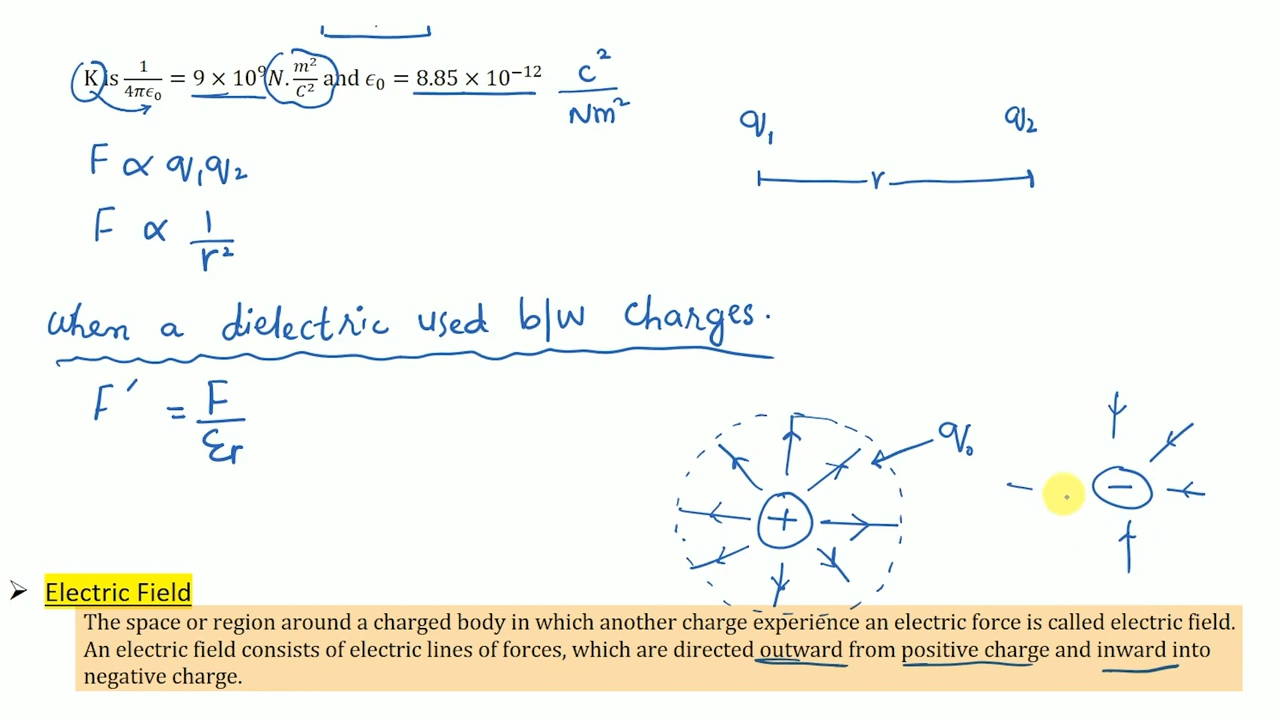 K is 1/4πϵ₀ = 9 × 10⁹N.m²/C² and ϵ₀ = 8.85 × 10⁻¹² C²/Nm²
q₁ q₂
r
F ∝ q₁q₂
F ∝ 1/r²
When a dielectric used b/w charges.
F′ = F/εr
q₀
+ −
➢ Electric Field
The space or region around a charged body in which another charge experience an electric force is called electric field.
An electric field consists of electric lines of forces, which are directed outward from positive charge and inward into
negative charge.